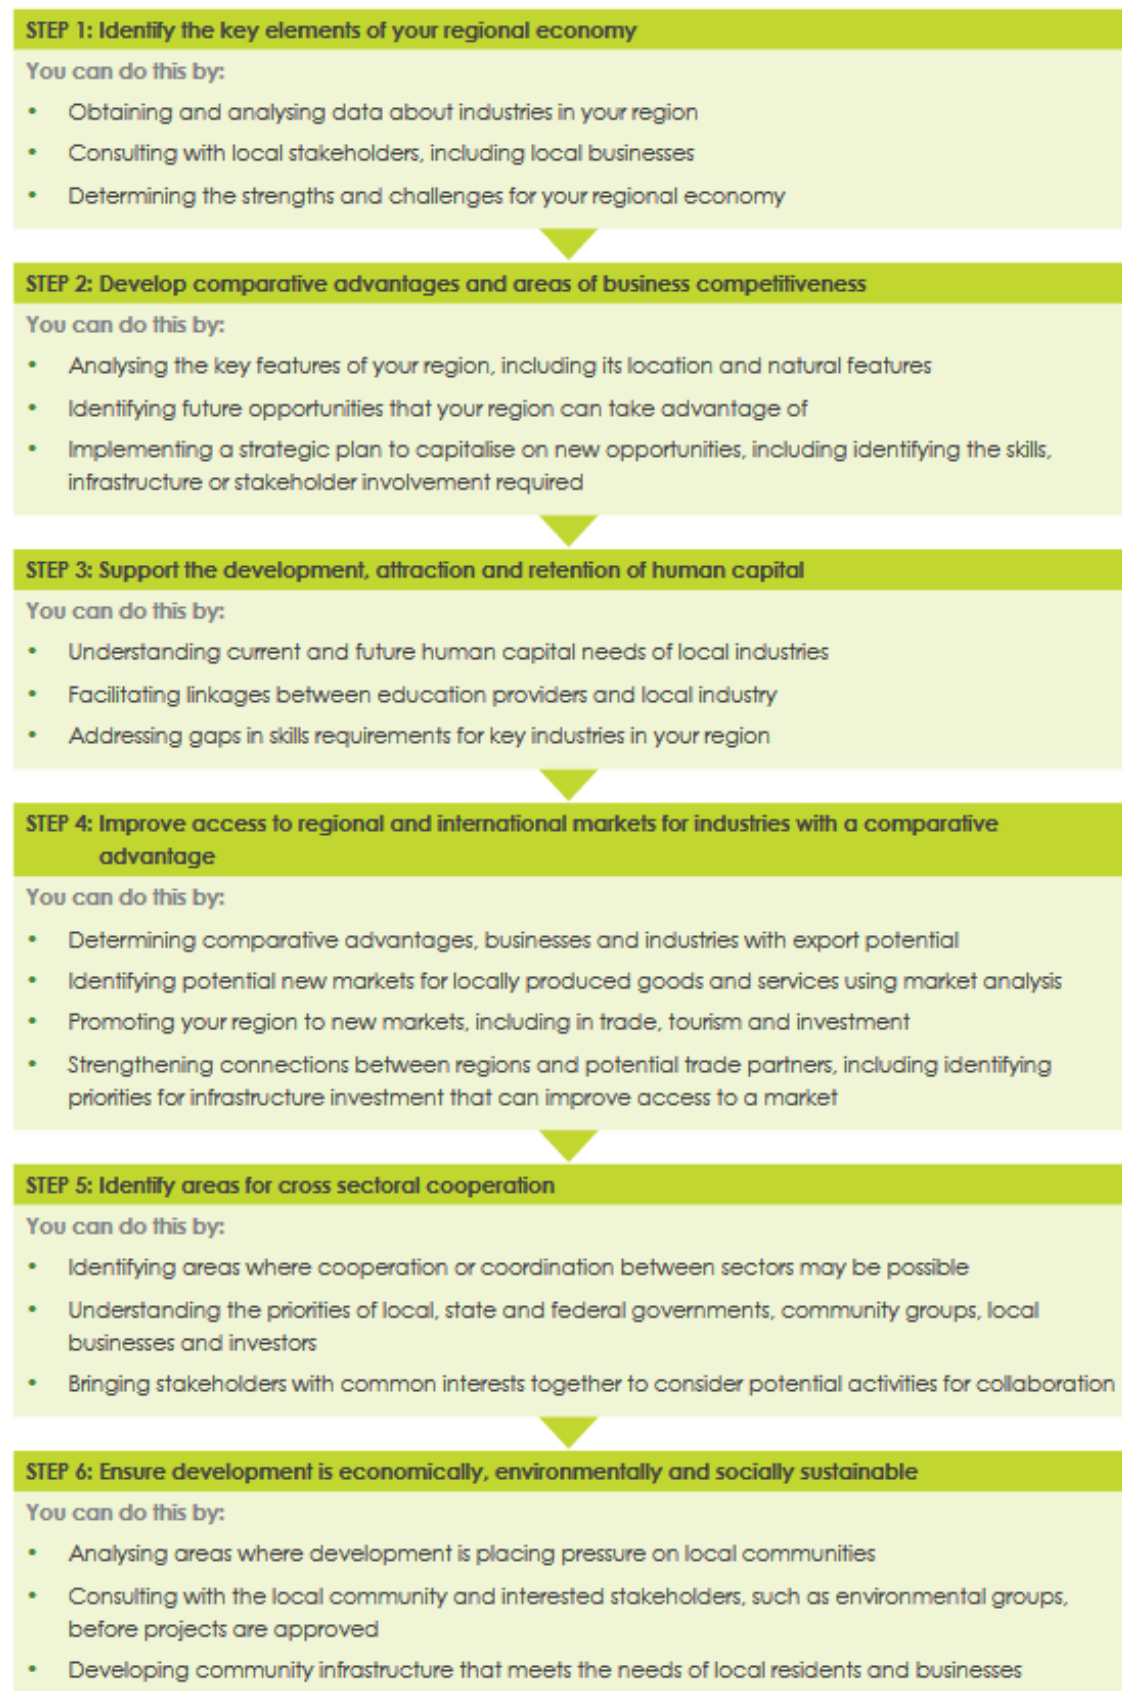 STEP 1: Identify the key elements of your regional economy
You can do this by:
• Obtaining and analysing data about industries in your region
• Consulting with local stakeholders, including local businesses
• Determining the strengths and challenges for your regional economy
STEP 2: Develop comparative advantages and areas of business competitiveness
You can do this by:
• Analysing the key features of your region, including its location and natural features
• Identifying future opportunities that your region can take advantage of
• Implementing a strategic plan to capitalise on new opportunities, including identifying the skills,
infrastructure or stakeholder involvement required
STEP 3: Support the development, attraction and retention of human capital
You can do this by:
• Understanding current and future human capital needs of local industries
• Facilitating linkages between education providers and local industry
• Addressing gaps in skills requirements for key industries in your region
STEP 4: Improve access to regional and international markets for industries with a comparative
advantage
You can do this by:
• Determining comparative advantages, businesses and industries with export potential
• Identifying potential new markets for locally produced goods and services using market analysis
• Promoting your region to new markets, including in trade, tourism and investment
• Strengthening connections between regions and potential trade partners, including identifying
priorities for infrastructure investment that can improve access to a market
STEP 5: Identify areas for cross sectoral cooperation
You can do this by:
• Identifying areas where cooperation or coordination between sectors may be possible
• Understanding the priorities of local, state and federal governments, community groups, local
businesses and investors
• Bringing stakeholders with common interests together to consider potential activities for collaboration
STEP 6: Ensure development is economically, environmentally and socially sustainable
You can do this by:
• Analysing areas where development is placing pressure on local communities
• Consulting with the local community and interested stakeholders, such as environmental groups,
before projects are approved
• Developing community infrastructure that meets the needs of local residents and businesses